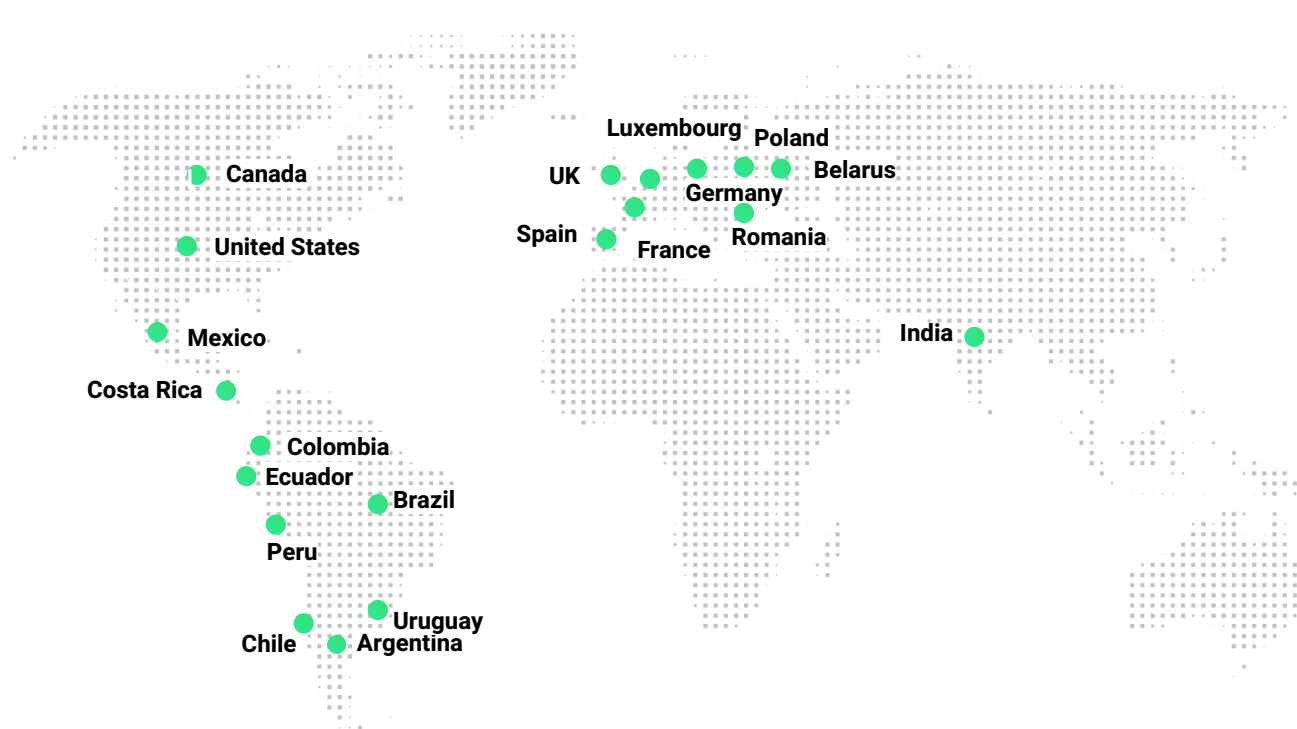 Luxembourg
Poland
Canada
UK
Belarus
Germany
Spain
Romania
United States
France
India
Mexico
Costa Rica
Colombia
Ecuador
Brazil
Peru
Uruguay
Chile
Argentina